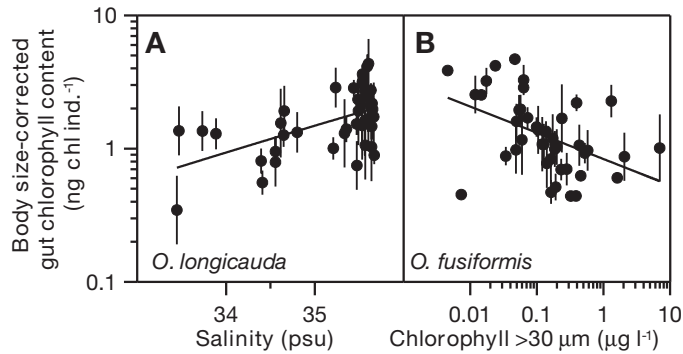 Body size-corrected
gut chlorophyll content
(ng chl ind.⁻¹)
10
1
0.1
A
O. longicauda
34
35
Salinity (psu)
B
O. fusiformis
0.01
0.1
1
10
Chlorophyll >30 μm (μg l⁻¹)